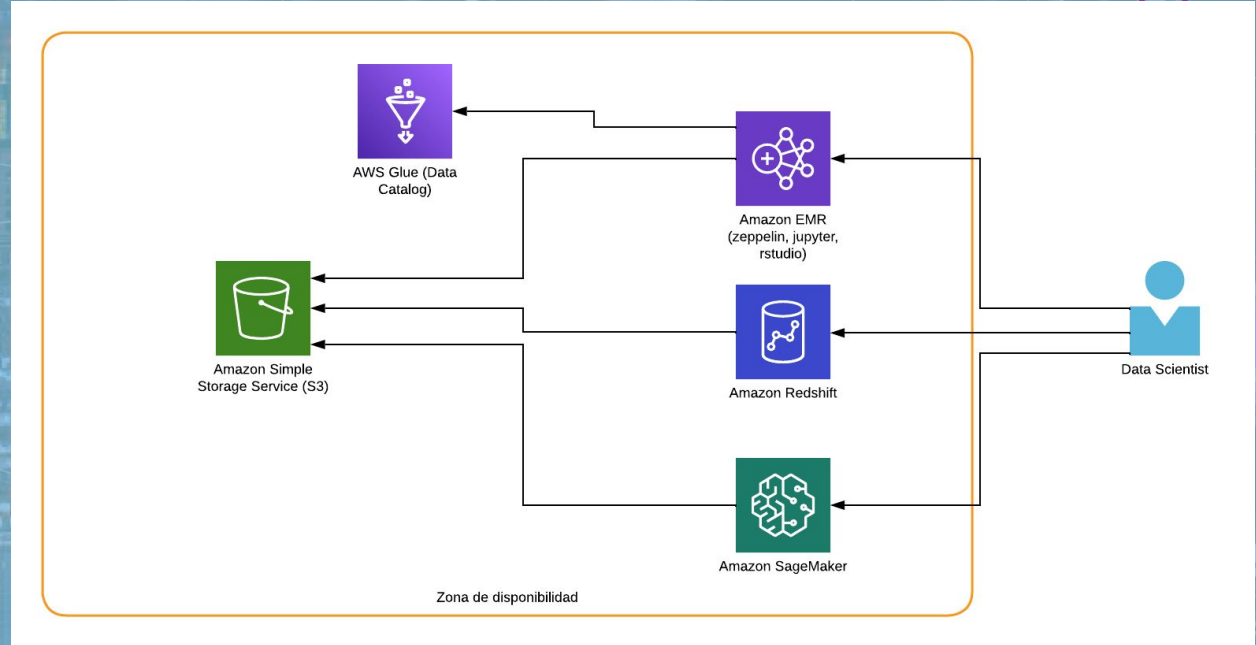 AWS Glue (Data
Catalog)
Amazon EMR
(zeppelin, jupyter,
rstudio)
Amazon Simple
Storage Service (S3)
Amazon Redshift
Data Scientist
Amazon SageMaker
Zona de disponibilidad